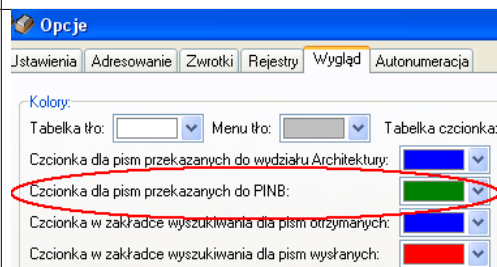 Opcje
Ustawienia Adresowanie Zwrotki Rejestry Wygląd Autonumeracja
Kolory:
Tabelka tło: Menu tło: Tabelka czcionka:
Czcionka dla pism przekazanych do wydziału Architektury:
Czcionka dla pism przekazanych do PINB:
Czcionka w zakładce wyszukiwania dla pism otrzymanych:
Czcionka w zakładce wyszukiwania dla pism wysłanych: